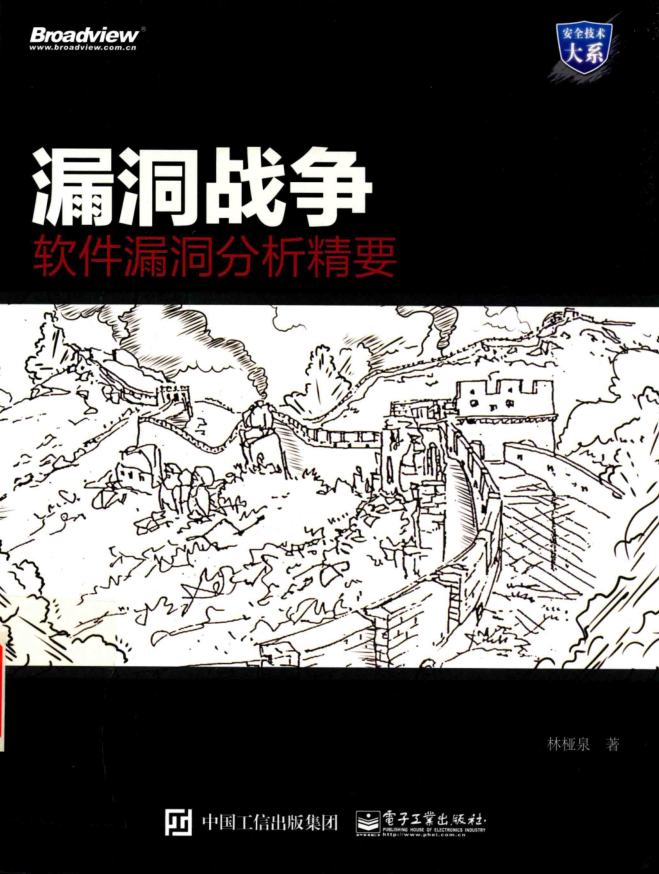 Broadview®
www.broadview.com.cn
安全技术
大系
漏洞战争
软件漏洞分析精要
林桠泉 著
中国工信出版集团
電子工業出版社·
PUBLISHING HOUSE OF ELECTRONICS INDUSTRY
http://www.phei.com.cn